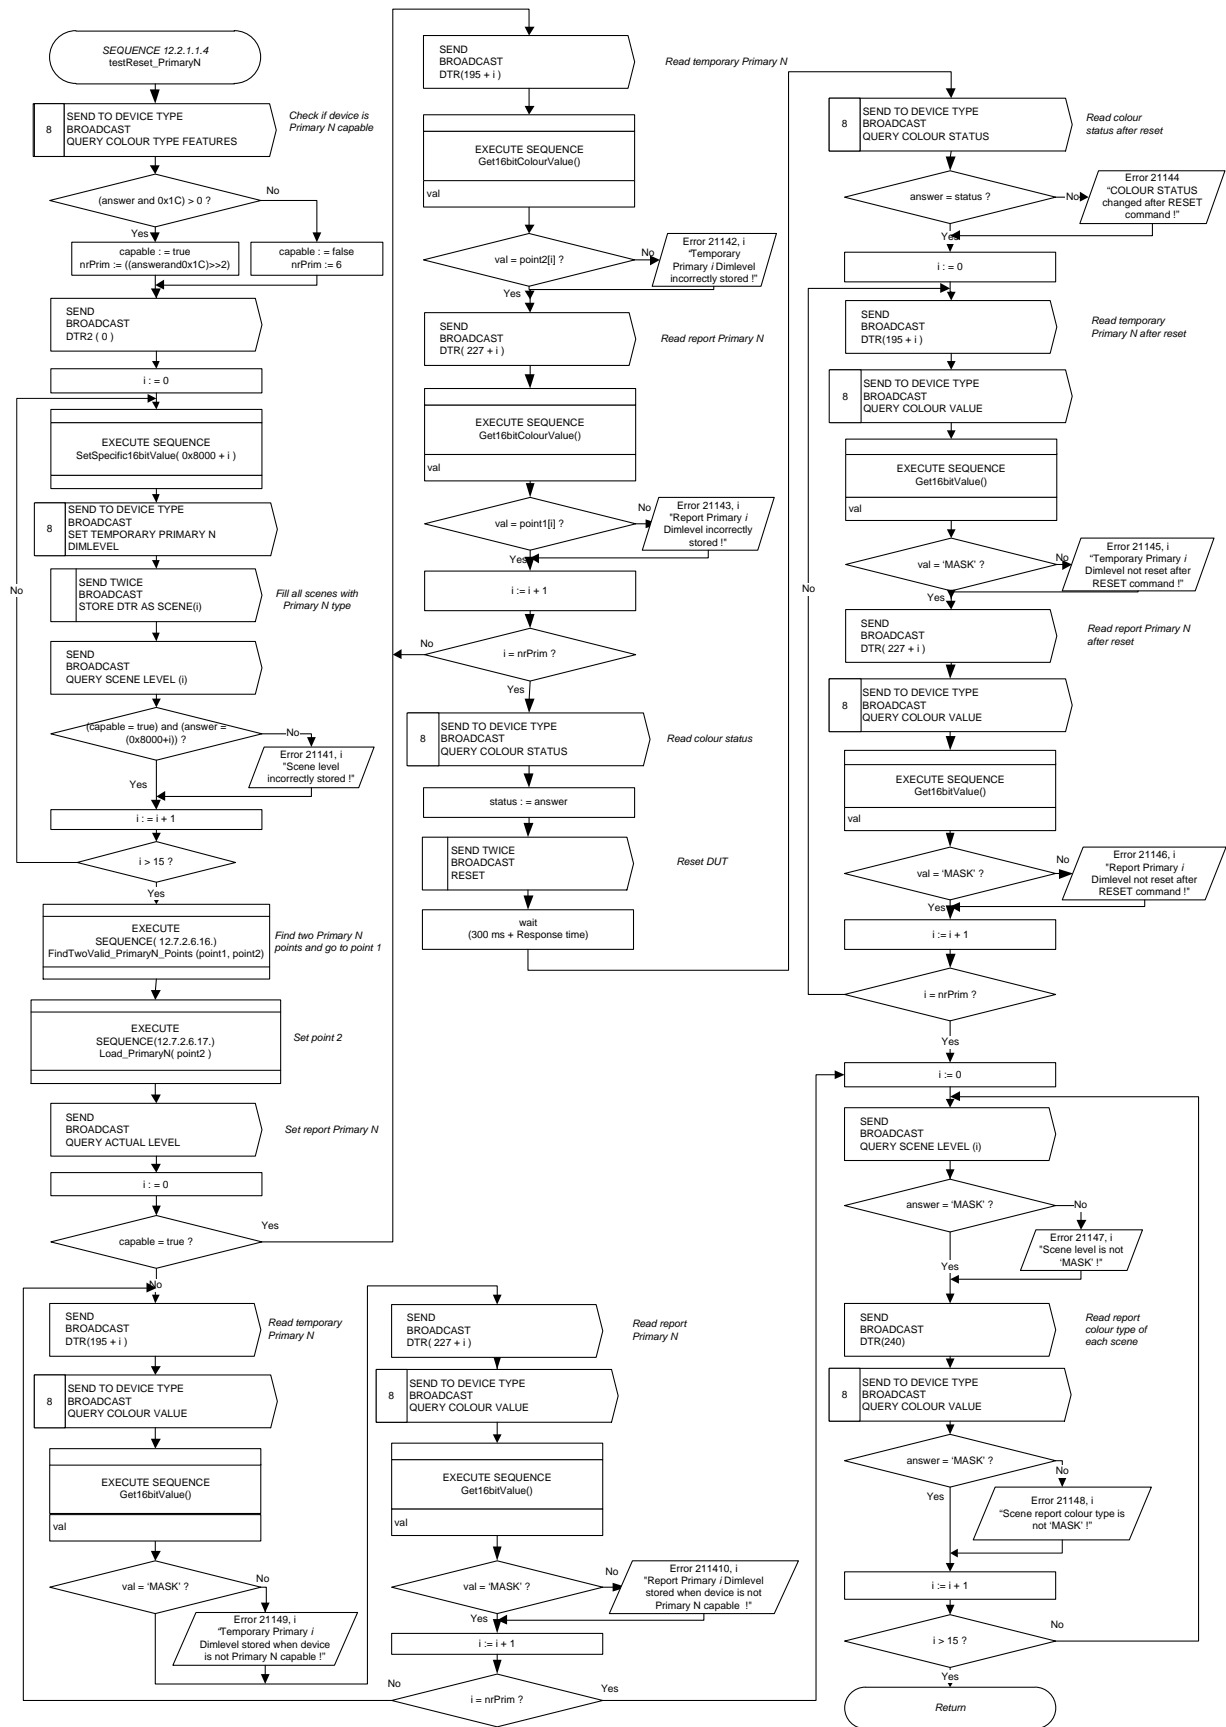 SEQUENCE 12.2.1.1.4
testReset_PrimaryN
8
SEND TO DEVICE TYPE
BROADCAST
QUERY COLOUR TYPE FEATURES
Check if device is
Primary N capable
(answer and 0x1C) > 0 ?
No
Yes
capable : = true
nrPrim := ((answerand0x1C)>>2)
capable : = false
nrPrim := 6
SEND
BROADCAST
DTR2 ( 0 )
i : = 0
EXECUTE SEQUENCE
SetSpecific16bitValue( 0x8000 + i )
8
SEND TO DEVICE TYPE
BROADCAST
SET TEMPORARY PRIMARY N
DIMLEVEL
No
SEND TWICE
BROADCAST
STORE DTR AS SCENE(i)
Fill all scenes with
Primary N type
SEND
BROADCAST
QUERY SCENE LEVEL (i)
(capable = true) and (answer =
(0x8000+i)) ?
No
Error 21141, i
"Scene level
incorrectly stored !"
Yes
i : = i + 1
i > 15 ?
Yes
EXECUTE
SEQUENCE( 12.7.2.6.16.)
FindTwoValid_PrimaryN_Points (point1, point2)
Find two Primary N
points and go to point 1
EXECUTE
SEQUENCE(12.7.2.6.17.)
Load_PrimaryN( point2 )
Set point 2
SEND
BROADCAST
QUERY ACTUAL LEVEL
Set report Primary N
i : = 0
capable = true ?
Yes
No
SEND
BROADCAST
DTR(195 + i )
Read temporary
Primary N
8
SEND TO DEVICE TYPE
BROADCAST
QUERY COLOUR VALUE
EXECUTE SEQUENCE
Get16bitValue()
val
val = 'MASK' ?
No
Error 21149, i
"Temporary Primary i
Dimlevel stored when device
is not Primary N capable !"
SEND
BROADCAST
DTR( 227 + i )
Read report
Primary N
8
SEND TO DEVICE TYPE
BROADCAST
QUERY COLOUR VALUE
EXECUTE SEQUENCE
Get16bitValue()
val
val = 'MASK' ?
No
Error 211410, i
"Report Primary i Dimlevel
stored when device is not
Primary N capable !"
Yes
i := i + 1
i = nrPrim ?
No
Yes
SEND
BROADCAST
DTR(195 + i )
Read temporary Primary N
EXECUTE SEQUENCE
Get16bitColourValue()
val
val = point2[i] ?
No
Error 21142, i
"Temporary
Primary i Dimlevel
incorrectly stored !"
Yes
SEND
BROADCAST
DTR( 227 + i )
Read report Primary N
EXECUTE SEQUENCE
Get16bitColourValue()
val
val = point1[i] ?
No
Error 21143, i
"Report Primary i
Dimlevel incorrectly
stored !"
Yes
i := i + 1
i = nrPrim ?
No
Yes
8
SEND TO DEVICE TYPE
BROADCAST
QUERY COLOUR STATUS
Read colour status
status : = answer
SEND TWICE
BROADCAST
RESET
Reset DUT
wait
(300 ms + Response time)
8
SEND TO DEVICE TYPE
BROADCAST
QUERY COLOUR STATUS
Read colour
status after reset
answer = status ?
No
Error 21144
"COLOUR STATUS
changed after RESET
command !"
Yes
i := 0
SEND
BROADCAST
DTR(195 + i )
Read temporary
Primary N after reset
8
SEND TO DEVICE TYPE
BROADCAST
QUERY COLOUR VALUE
EXECUTE SEQUENCE
Get16bitValue()
val
No
val = 'MASK' ?
No
Error 21145, i
"Temporary Primary i
Dimlevel not reset after
RESET command !"
Yes
SEND
BROADCAST
DTR( 227 + i )
Read report Primary N
after reset
8
SEND TO DEVICE TYPE
BROADCAST
QUERY COLOUR VALUE
EXECUTE SEQUENCE
Get16bitValue()
val
val = 'MASK' ?
No
Error 21146, i
"Report Primary i
Dimlevel not reset after
RESET command !"
Yes
i := i + 1
i = nrPrim ?
Yes
i := 0
SEND
BROADCAST
QUERY SCENE LEVEL (i)
answer = 'MASK' ?
No
Error 21147, i
"Scene level is not
'MASK' !"
Yes
SEND
BROADCAST
DTR(240)
Read report
colour type of
each scene
8
SEND TO DEVICE TYPE
BROADCAST
QUERY COLOUR VALUE
answer = 'MASK' ?
No
Yes
Error 21148, i
"Scene report colour type is
not 'MASK' !"
i := i + 1
i > 15 ?
No
Yes
Return